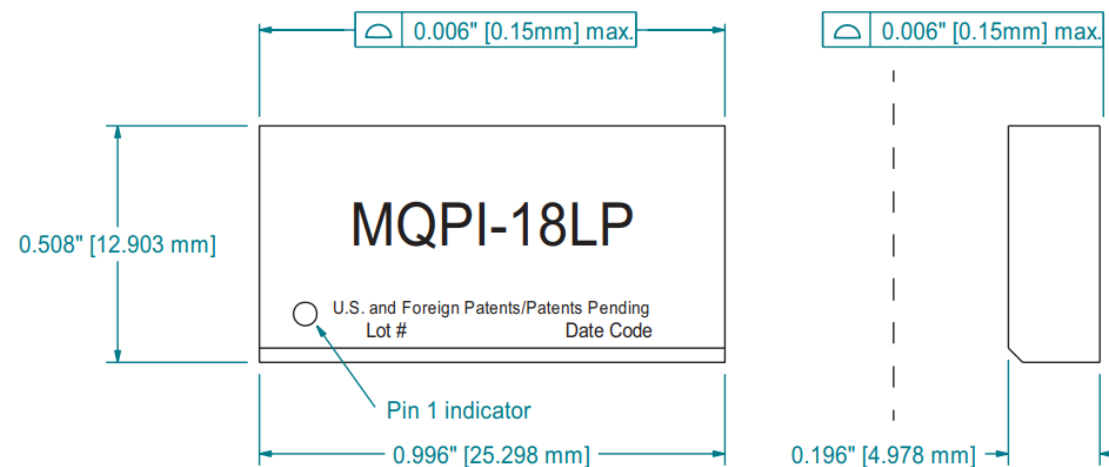 0.006" [0.15mm] max.
0.006" [0.15mm] max.
MQPI-18LP
0.508" [12.903 mm]
U.S. and Foreign Patents/Patents Pending
Lot # Date Code
Pin 1 indicator
0.996" [25.298 mm]
0.196" [4.978 mm]